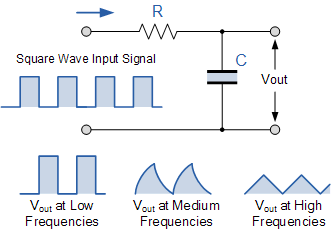 R
C
Square Wave Input Signal
Vout
Vout at Low
Frequencies
Vout at Medium
Frequencies
Vout at High
Frequencies